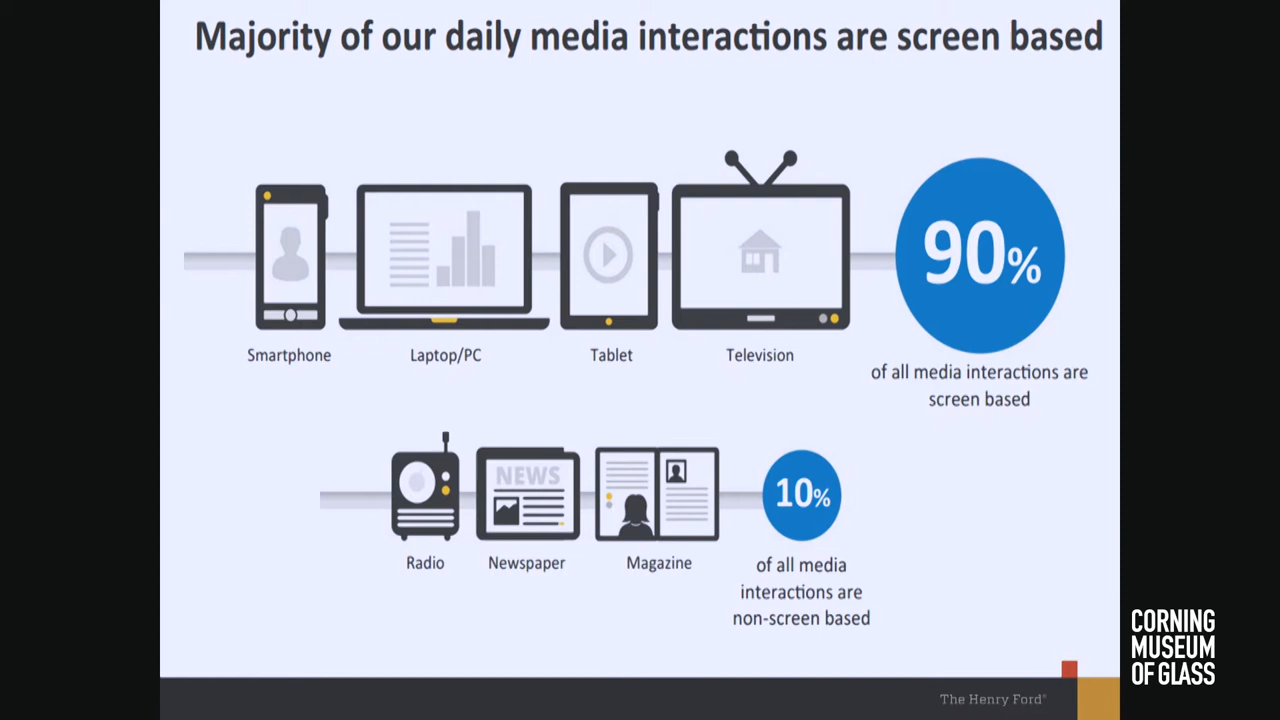 Majority of our daily media interactions are screen based
90%
Smartphone
Laptop/PC
Tablet
Television
of all media interactions are
screen based
NEWS
10%
Radio
Newspaper
Magazine
of all media
interactions are
non-screen based
CORNING
MUSEUM
OF GLASS
The Henry Ford®